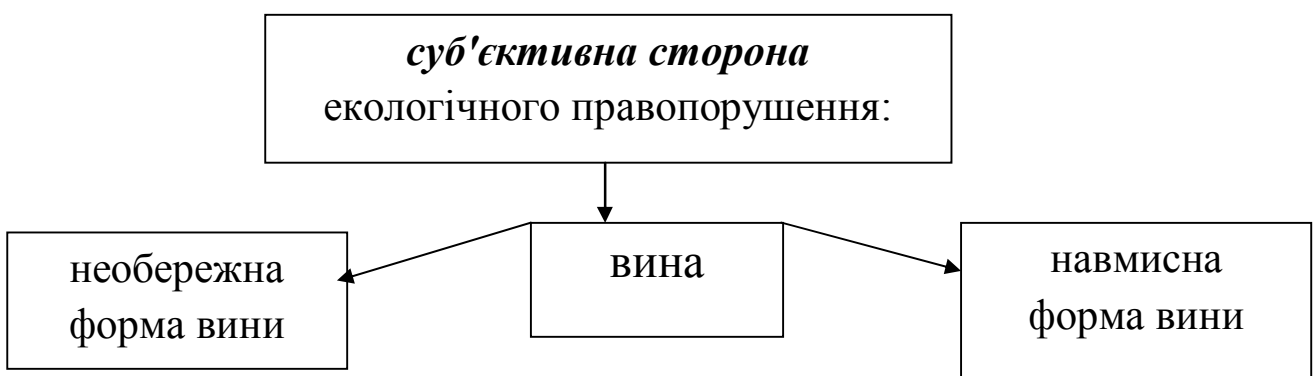 суб'єктивна сторона
екологічного правопорушення:
необережна
форма вини
вина
навмисна
форма вини